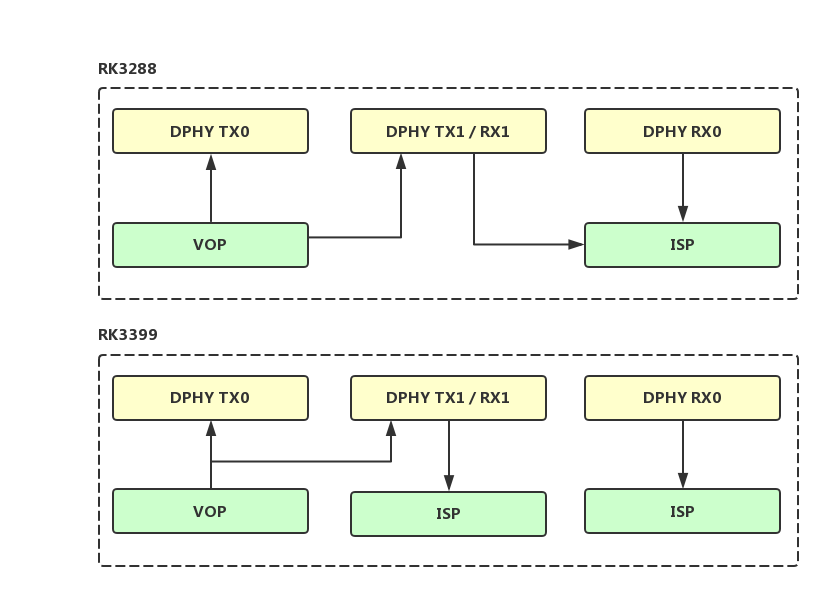 RK3288
DPHY TX0
DPHY TX1 / RX1
DPHY RX0
VOP
ISP
RK3399
DPHY TX0
DPHY TX1 / RX1
DPHY RX0
VOP
ISP
ISP